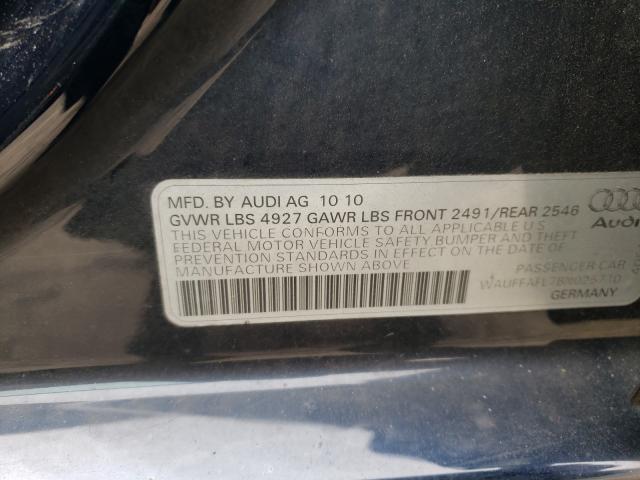 MFD. BY AUDI AG 10 10
GVWR LBS 4927 GAWR LBS FRONT 2491/REAR 2546
THIS VEHICLE CONFORMS TO ALL APPLICABLE U S
FEDERAL MOTOR VEHICLE SAFETY BUMPER AND THEFT
PREVENTION STANDARDS IN EFFECT ON THE DATE OF
MANUFACTURE SHOWN ABOVE
Audi
PASSENGER CAR
GERMANY